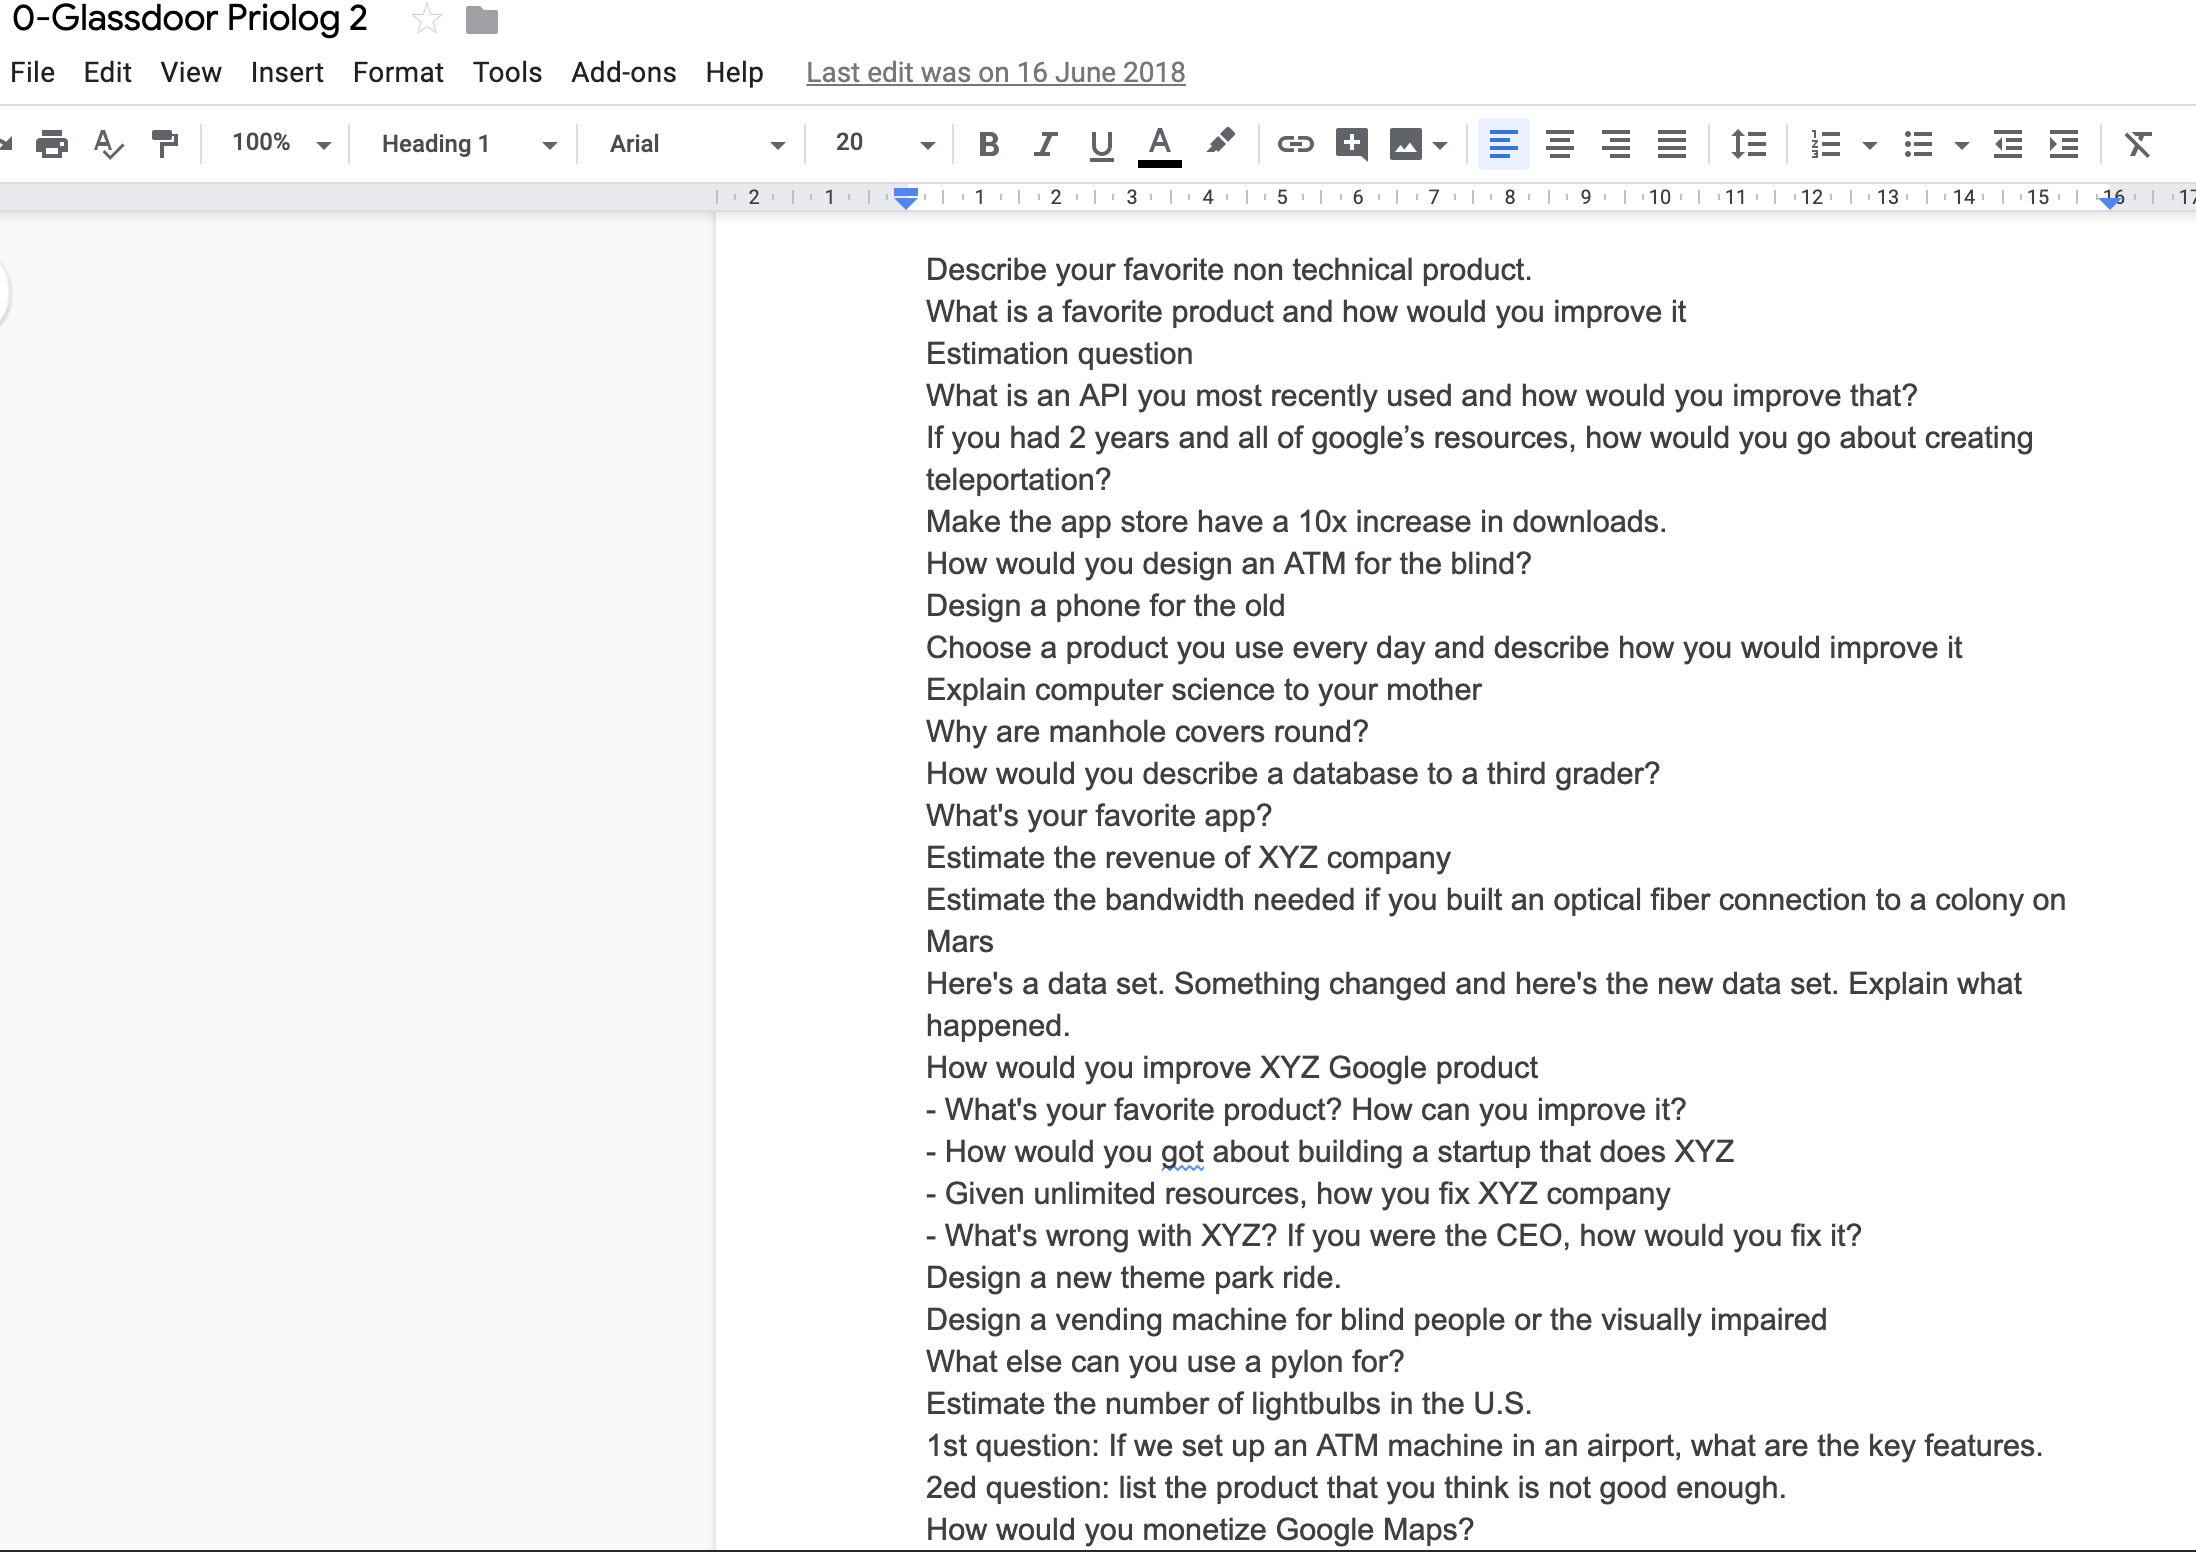 0-Glassdoor Priolog 2
File Edit View Insert Format Tools Add-ons Help Last edit was on 16 June 2018
100% Heading 1 Arial 20 B I U A
2 1 1 2 3 4 5 6 7 8 9 10 11 12 13 14 15 16 17
Describe your favorite non technical product.
What is a favorite product and how would you improve it
Estimation question
What is an API you most recently used and how would you improve that?
If you had 2 years and all of google’s resources, how would you go about creating
teleportation?
Make the app store have a 10x increase in downloads.
How would you design an ATM for the blind?
Design a phone for the old
Choose a product you use every day and describe how you would improve it
Explain computer science to your mother
Why are manhole covers round?
How would you describe a database to a third grader?
What's your favorite app?
Estimate the revenue of XYZ company
Estimate the bandwidth needed if you built an optical fiber connection to a colony on
Mars
Here's a data set. Something changed and here's the new data set. Explain what
happened.
How would you improve XYZ Google product
- What's your favorite product? How can you improve it?
- How would you got about building a startup that does XYZ
- Given unlimited resources, how you fix XYZ company
- What's wrong with XYZ? If you were the CEO, how would you fix it?
Design a new theme park ride.
Design a vending machine for blind people or the visually impaired
What else can you use a pylon for?
Estimate the number of lightbulbs in the U.S.
1st question: If we set up an ATM machine in an airport, what are the key features.
2ed question: list the product that you think is not good enough.
How would you monetize Google Maps?